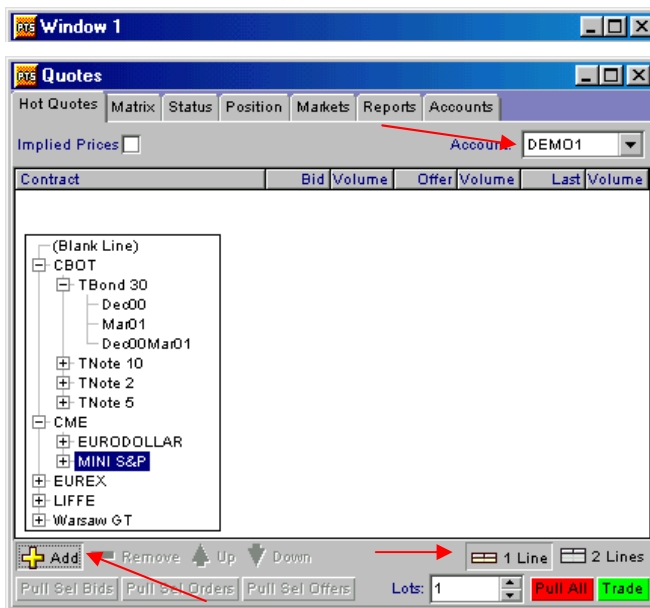 PTS Window 1
PTS Quotes
Hot Quotes Matrix Status Position Markets Reports Accounts
Implied Prices Account: DEMO1
Contract Bid Volume Offer Volume Last Volume
(Blank Line)
CBOT
TBond 30
Dec00
Mar01
Dec00Mar01
TNote 10
TNote 2
TNote 5
CME
EURODOLLAR
MINI S&P
EUREX
LIFFE
Warsaw GT
Add Remove Up Down 1 Line 2 Lines
Pull Sel Bids Pull Sel Orders Pull Sel Offers Lots: 1 Pull All Trade